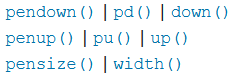 pendown() | pd() | down()
penup() | pu() | up()
pensize() | width()